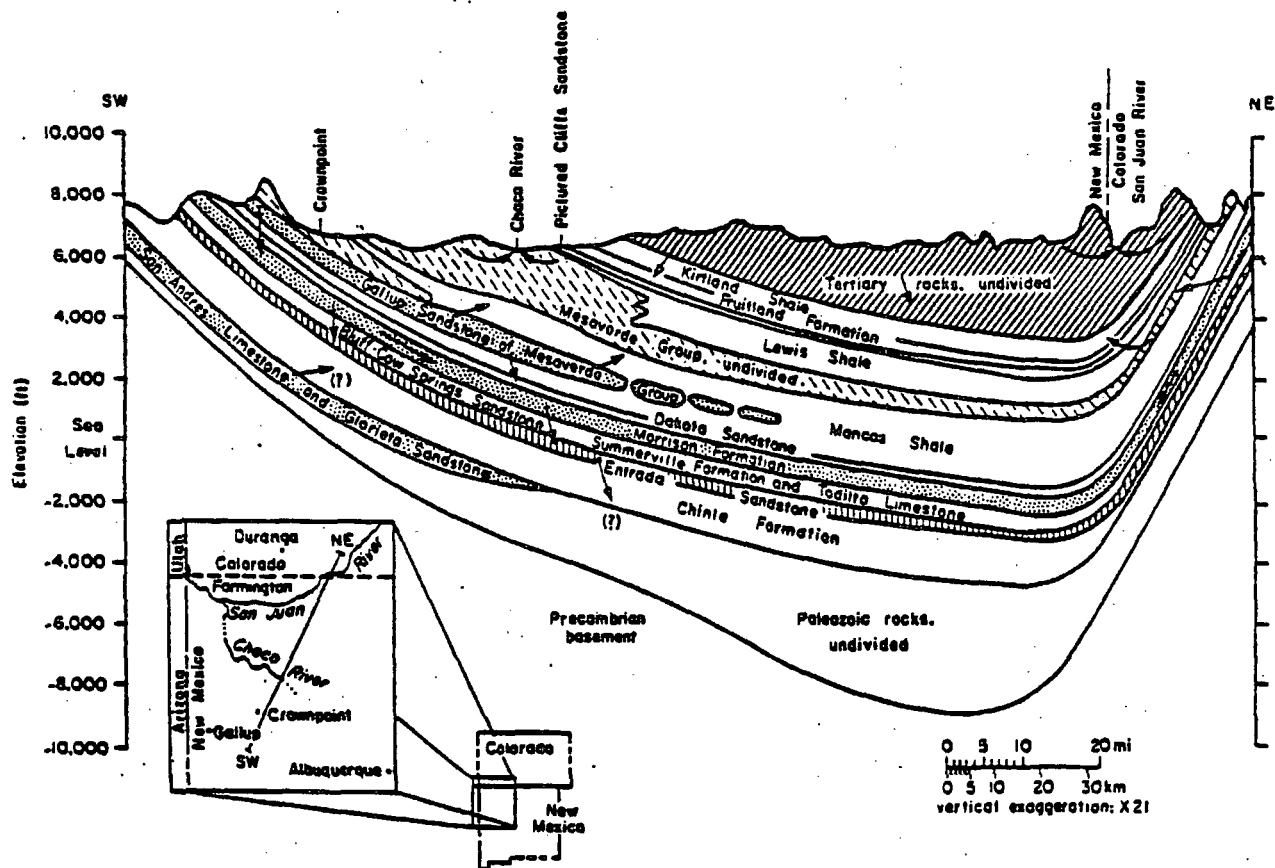 SW
NE
Crownpoint
Chaco River
Pictured Cliffs Sandstone
New Mexico
Colorado
San Juan River
10,000
8,000
6,000
4,000
2,000
Sea
Level
-2,000
-4,000
-6,000
-8,000
-10,000
Elevation (ft)
Kirtland Shale
Fruitland Formation
Tertiary rocks, undivided
Lewis Shale
Mesaverde Group, undivided
Gallup Sandstone of Mesaverda
Group
Mancos Shale
Dakota Sandstone
Morrison Formation
Bluff Cow Springs Sandstone
Summerville Formation and Todilto Limestone
Entrada Sandstone
Chinle Formation
San Andres Limestone and Glorieta Sandstone
(?)
(?)
Precambrian
basement
Paleozoic rocks,
undivided
Utah
Duranga
NE
River
Colorado
Farmington
San Juan
Chaco River
Arizona
New Mexico
Crownpoint
Gallup
SW
Albuquerque
Colorado
New
Mexico
0 5 10 20 mi
0 5 10 20 30 km
vertical exaggeration: X21